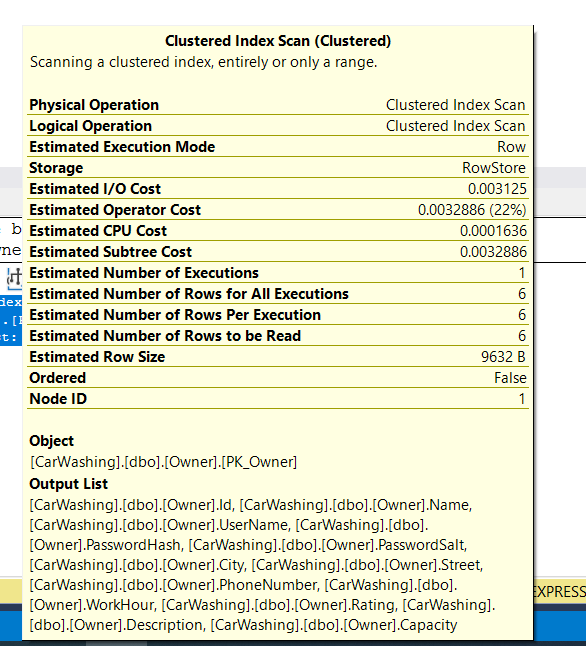 Clustered Index Scan (Clustered)
Scanning a clustered index, entirely or only a range.
Physical Operation Clustered Index Scan
Logical Operation Clustered Index Scan
Estimated Execution Mode Row
Storage RowStore
Estimated I/O Cost 0.003125
Estimated Operator Cost 0.0032886 (22%)
Estimated CPU Cost 0.0001636
Estimated Subtree Cost 0.0032886
Estimated Number of Executions 1
Estimated Number of Rows for All Executions 6
Estimated Number of Rows Per Execution 6
Estimated Number of Rows to be Read 6
Estimated Row Size 9632 B
Ordered False
Node ID 1
Object
[CarWashing].[dbo].[Owner].[PK_Owner]
Output List
[CarWashing].[dbo].[Owner].Id, [CarWashing].[dbo].[Owner].Name,
[CarWashing].[dbo].[Owner].UserName, [CarWashing].[dbo].
[Owner].PasswordHash, [CarWashing].[dbo].[Owner].PasswordSalt,
[CarWashing].[dbo].[Owner].City, [CarWashing].[dbo].[Owner].Street,
[CarWashing].[dbo].[Owner].PhoneNumber, [CarWashing].[dbo].
[Owner].WorkHour, [CarWashing].[dbo].[Owner].Rating, [CarWashing].
[dbo].[Owner].Description, [CarWashing].[dbo].[Owner].Capacity
EXPRESS